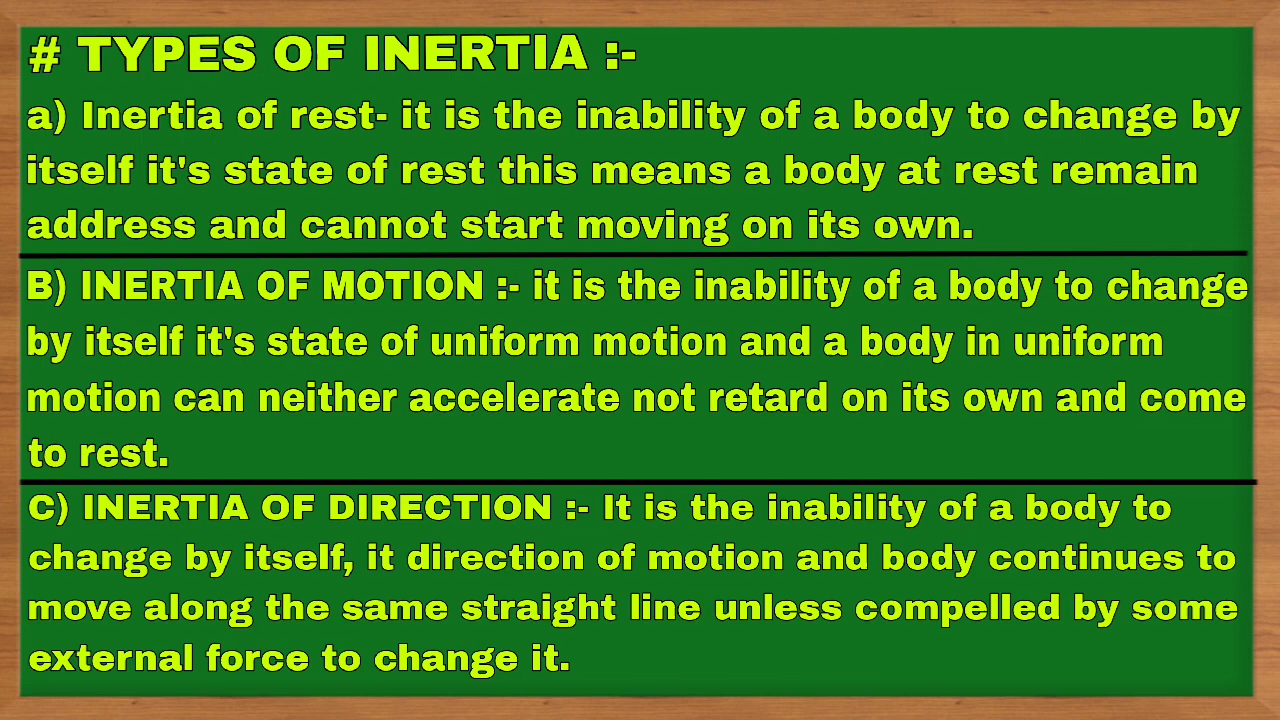 # TYPES OF INERTIA :-
a) Inertia of rest- it is the inability of a body to change by
itself it's state of rest this means a body at rest remain
address and cannot start moving on its own.
B) INERTIA OF MOTION :- it is the inability of a body to change
by itself it's state of uniform motion and a body in uniform
motion can neither accelerate not retard on its own and come
to rest.
C) INERTIA OF DIRECTION :- It is the inability of a body to
change by itself, it direction of motion and body continues to
move along the same straight line unless compelled by some
external force to change it.